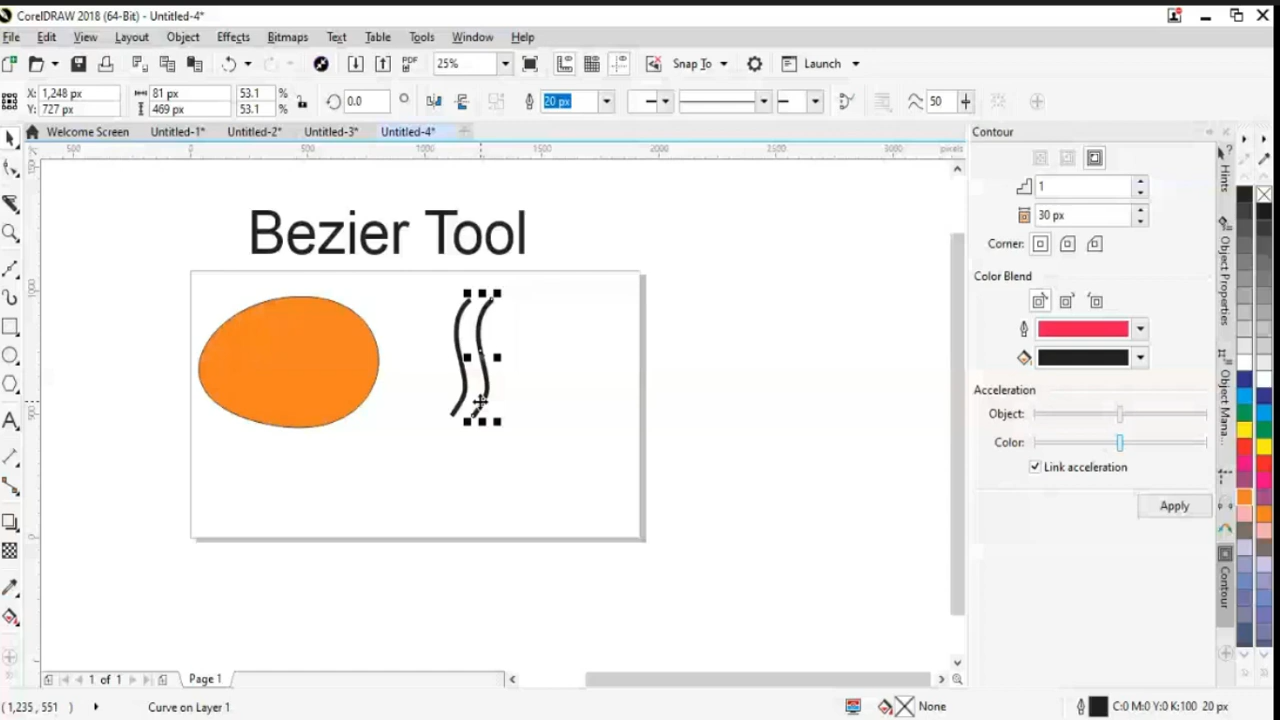 CorelDRAW 2018 (64-Bit) - Untitled-4*
File Edit View Layout Object Effects Bitmaps Text Table Tools Window Help
PDF 25% Snap To Launch
X: 1,248 px 81 px 53.1 % 0.0 20 px 50
Y: 727 px 469 px 53.1 %
Welcome Screen Untitled-1* Untitled-2* Untitled-3* Untitled-4*
500 0 500 1000 1500 2000 2500 3000 pixels
Bezier Tool
Contour
1
30 px
Corner:
Color Blend
Acceleration
Object:
Color:
Link acceleration
Apply
Hints
Object Properties
Object Mana...
Contour
1 of 1 Page 1
(1,235 , 551 ) Curve on Layer 1 None C:0 M:0 Y:0 K:100 20 px